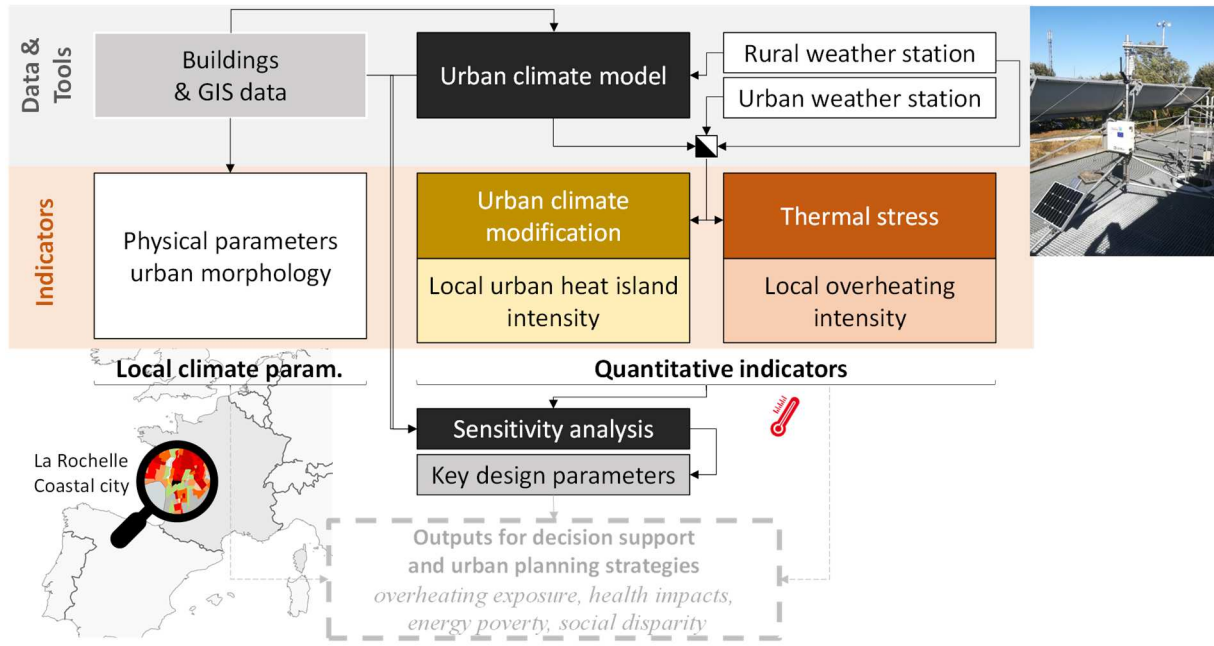 Data &
Tools
Buildings
& GIS data
Urban climate model
Rural weather station
Urban weather station
Indicators
Physical parameters
urban morphology
Urban climate
modification
Thermal stress
Local urban heat island
intensity
Local overheating
intensity
Local climate param.
Quantitative indicators
Sensitivity analysis
Key design parameters
La Rochelle
Coastal city
Outputs for decision support
and urban planning strategies
overheating exposure, health impacts,
energy poverty, social disparity